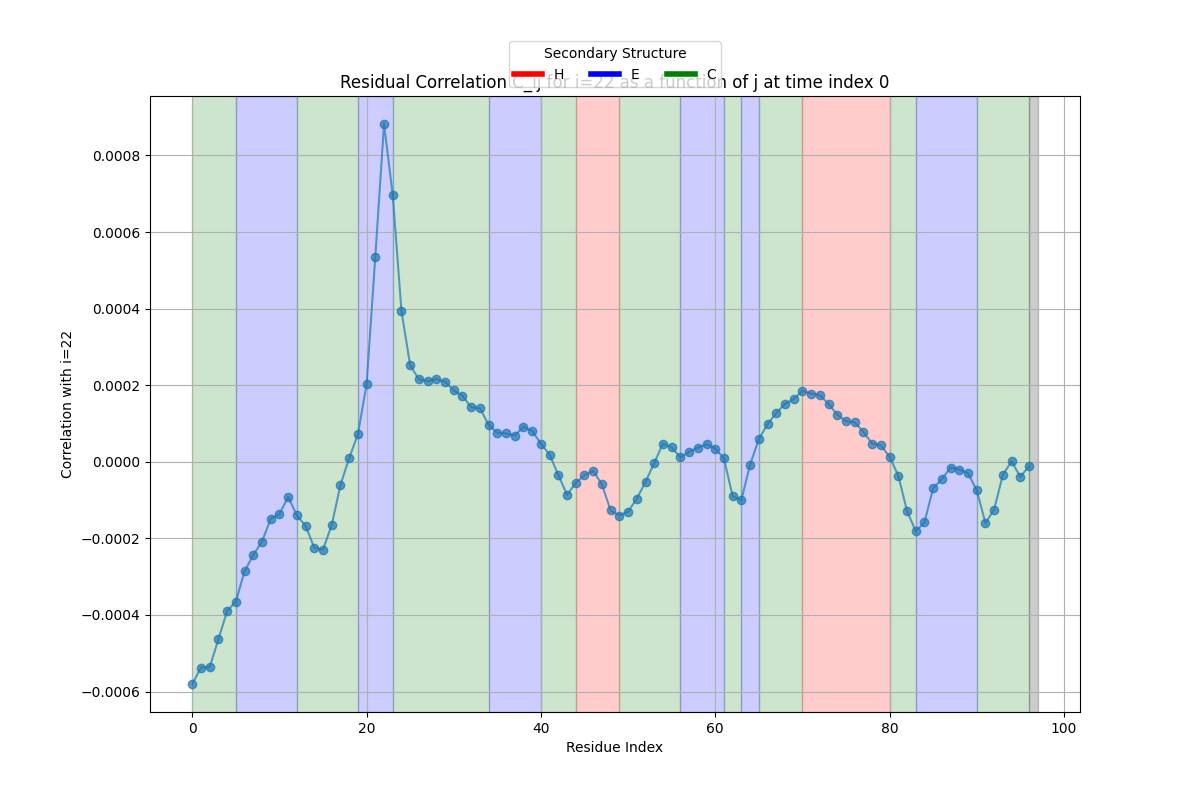 Secondary Structure
H E C
Residual Correlation C_ij for i=22 as a function of j at time index 0
Correlation with i=22
0.0008
0.0006
0.0004
0.0002
0.0000
−0.0002
−0.0004
−0.0006
0 20 40 60 80 100
Residue Index